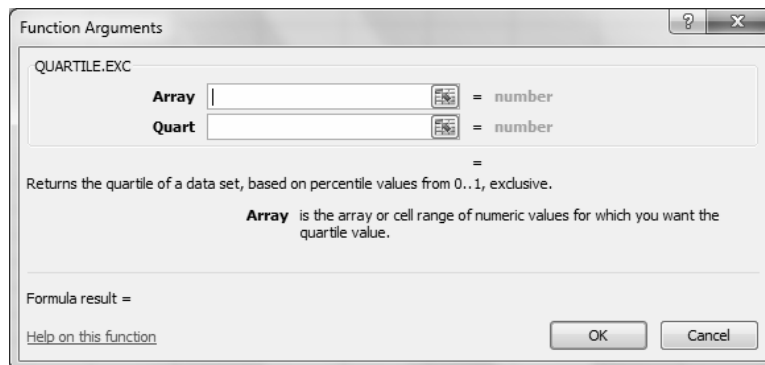 Function Arguments
? X
QUARTILE.EXC
Array = number
Quart = number
=
Returns the quartile of a data set, based on percentile values from 0..1, exclusive.
Array is the array or cell range of numeric values for which you want the
quartile value.
Formula result =
Help on this function OK Cancel